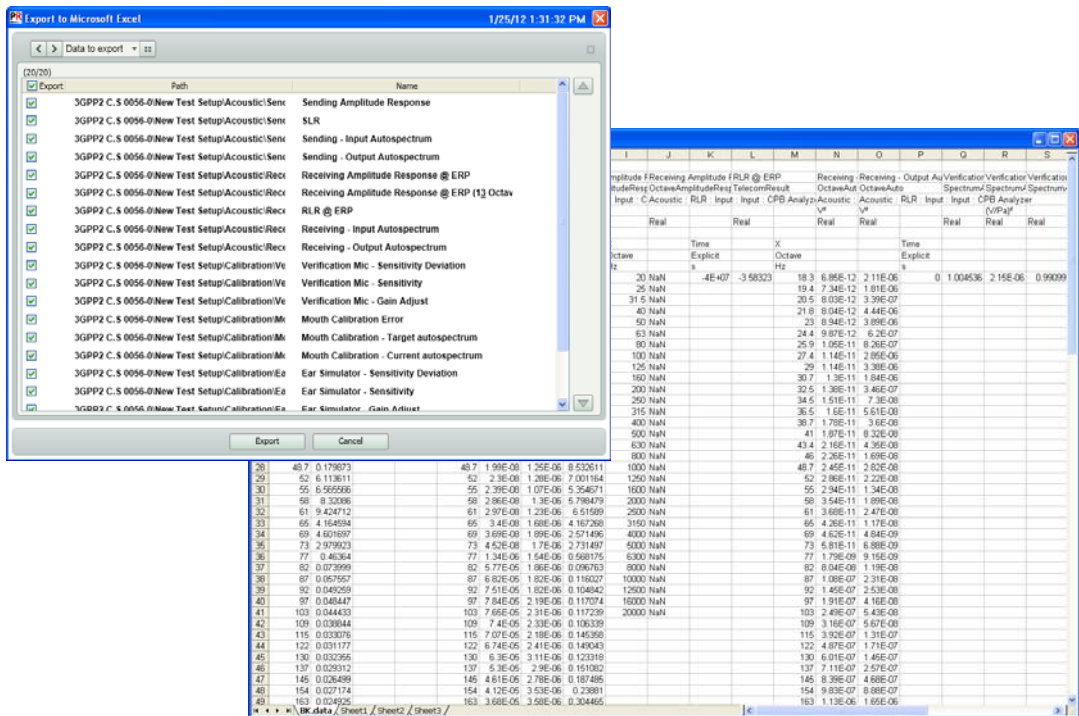 Export to Microsoft Excel 1/25/12 1:31:32 PM
Data to export
(20/20)
Export Path Name
3GPP2 C.S 0056-0\New Test Setup\Acoustic\Senc Sending Amplitude Response
3GPP2 C.S 0056-0\New Test Setup\Acoustic\Senc SLR
3GPP2 C.S 0056-0\New Test Setup\Acoustic\Senc Sending - Input Autospectrum
3GPP2 C.S 0056-0\New Test Setup\Acoustic\Senc Sending - Output Autospectrum
3GPP2 C.S 0056-0\New Test Setup\Acoustic\Rece Receiving Amplitude Response @ ERP
3GPP2 C.S 0056-0\New Test Setup\Acoustic\Rece Receiving Amplitude Response @ ERP (13 Octav
3GPP2 C.S 0056-0\New Test Setup\Acoustic\Rece RLR @ ERP
3GPP2 C.S 0056-0\New Test Setup\Acoustic\Rece Receiving - Input Autospectrum
3GPP2 C.S 0056-0\New Test Setup\Acoustic\Rece Receiving - Output Autospectrum
3GPP2 C.S 0056-0\New Test Setup\Calibration\Ve Verification Mic - Sensitivity Deviation
3GPP2 C.S 0056-0\New Test Setup\Calibration\Ve Verification Mic - Sensitivity
3GPP2 C.S 0056-0\New Test Setup\Calibration\Ve Verification Mic - Gain Adjust
3GPP2 C.S 0056-0\New Test Setup\Calibration\Mc Mouth Calibration Error
3GPP2 C.S 0056-0\New Test Setup\Calibration\Mc Mouth Calibration - Target autospectrum
3GPP2 C.S 0056-0\New Test Setup\Calibration\Mc Mouth Calibration - Current autospectrum
3GPP2 C.S 0056-0\New Test Setup\Calibration\Ea Ear Simulator - Sensitivity Deviation
3GPP2 C.S 0056-0\New Test Setup\Calibration\Ea Ear Simulator - Sensitivity
3GPP2 C.S 0056-0\New Test Setup\Calibration\Ea Ear Simulator - Gain Adjust
Export Cancel
I J K L M N O P Q R S
mplitude F Receiving Amplitude F RLR @ ERP Receiving - Receiving - Output Au Verification Verification Verification
itudeResp OctaveAmplitudeResp TelecomResult OctaveAut OctaveAuto SpectrumA SpectrumA Spectrum
Input : C Acoustic : RLR : Input : Input : CPB Analyze Acoustic : Acoustic : RLR : Input : Input : CPB Analyzer
V² V² (V/Pa)²
Real Real Real Real Real Real Real
Time X Time
Octave Explicit Octave Explicit
Hz s Hz s
20 NaN -4E+07 -3.58323 18.3 6.85E-12 2.11E-06 0 1.004536 2.15E-06 0.99099
25 NaN 19.4 7.34E-12 1.81E-06
31.5 NaN 20.5 8.03E-12 3.39E-07
40 NaN 21.8 8.04E-12 4.44E-06
50 NaN 23 8.94E-12 3.89E-06
63 NaN 24.4 9.87E-12 6.2E-07
80 NaN 25.9 1.05E-11 8.26E-07
100 NaN 27.4 1.14E-11 2.85E-06
125 NaN 29 1.14E-11 3.38E-06
160 NaN 30.7 1.3E-11 1.84E-06
200 NaN 32.5 1.38E-11 3.46E-07
250 NaN 34.5 1.51E-11 7.3E-08
315 NaN 36.5 1.6E-11 5.61E-08
400 NaN 38.7 1.78E-11 3.6E-08
500 NaN 41 1.87E-11 8.32E-08
630 NaN 43.4 2.16E-11 4.35E-08
800 NaN 46 2.26E-11 1.69E-08
28 48.7 0.179873 48.7 1.99E-08 1.25E-06 8.532611 1000 NaN 48.7 2.45E-11 2.82E-08
29 52 6.113611 52 2.3E-08 1.28E-06 7.001164 1250 NaN 52 2.86E-11 2.22E-08
30 55 6.565566 55 2.39E-08 1.07E-06 5.354671 1600 NaN 55 2.94E-11 1.34E-08
31 58 8.32086 58 2.86E-08 1.3E-06 5.798479 2000 NaN 58 3.54E-11 1.89E-08
32 61 9.424712 61 2.97E-08 1.23E-06 6.51589 2500 NaN 61 3.68E-11 2.47E-08
33 65 4.164594 65 3.4E-08 1.68E-06 4.167268 3150 NaN 65 4.26E-11 1.17E-08
34 69 4.601697 69 3.69E-08 1.89E-06 2.571496 4000 NaN 69 4.62E-11 4.84E-09
35 73 2.979923 73 4.52E-08 1.7E-06 2.731497 5000 NaN 73 5.81E-11 6.88E-09
36 77 0.46364 77 1.34E-06 1.54E-06 0.568175 6300 NaN 77 1.79E-09 9.15E-09
37 82 0.073999 82 5.77E-05 1.86E-06 0.096763 8000 NaN 82 8.04E-08 1.19E-08
38 87 0.057557 87 6.82E-05 1.82E-06 0.116027 10000 NaN 87 1.08E-07 2.31E-08
39 92 0.049259 92 7.51E-05 1.82E-06 0.104842 12500 NaN 92 1.45E-07 2.53E-08
40 97 0.048447 97 7.84E-05 2.19E-06 0.117074 16000 NaN 97 1.91E-07 4.16E-08
41 103 0.044433 103 7.65E-05 2.31E-06 0.117239 20000 NaN 103 2.49E-07 5.43E-08
42 109 0.038844 109 7.4E-05 2.33E-06 0.106339 109 3.16E-07 5.67E-08
43 115 0.033076 115 7.07E-05 2.18E-06 0.145358 115 3.92E-07 1.31E-07
44 122 0.031177 122 6.74E-05 2.41E-06 0.149043 122 4.87E-07 1.71E-07
45 130 0.032355 130 6.3E-05 3.11E-06 0.123318 130 6.01E-07 1.45E-07
46 137 0.029312 137 5.3E-05 2.9E-06 0.151082 137 7.11E-07 2.57E-07
47 145 0.026499 145 4.61E-05 2.78E-06 0.187485 145 8.39E-07 4.68E-07
48 154 0.027174 154 4.12E-05 3.53E-06 0.23881 154 9.83E-07 8.88E-07
49 163 0.024925 163 3.68E-05 3.58E-06 0.304465 163 1.13E-06 1.65E-06
BK.data Sheet1 Sheet2 Sheet3